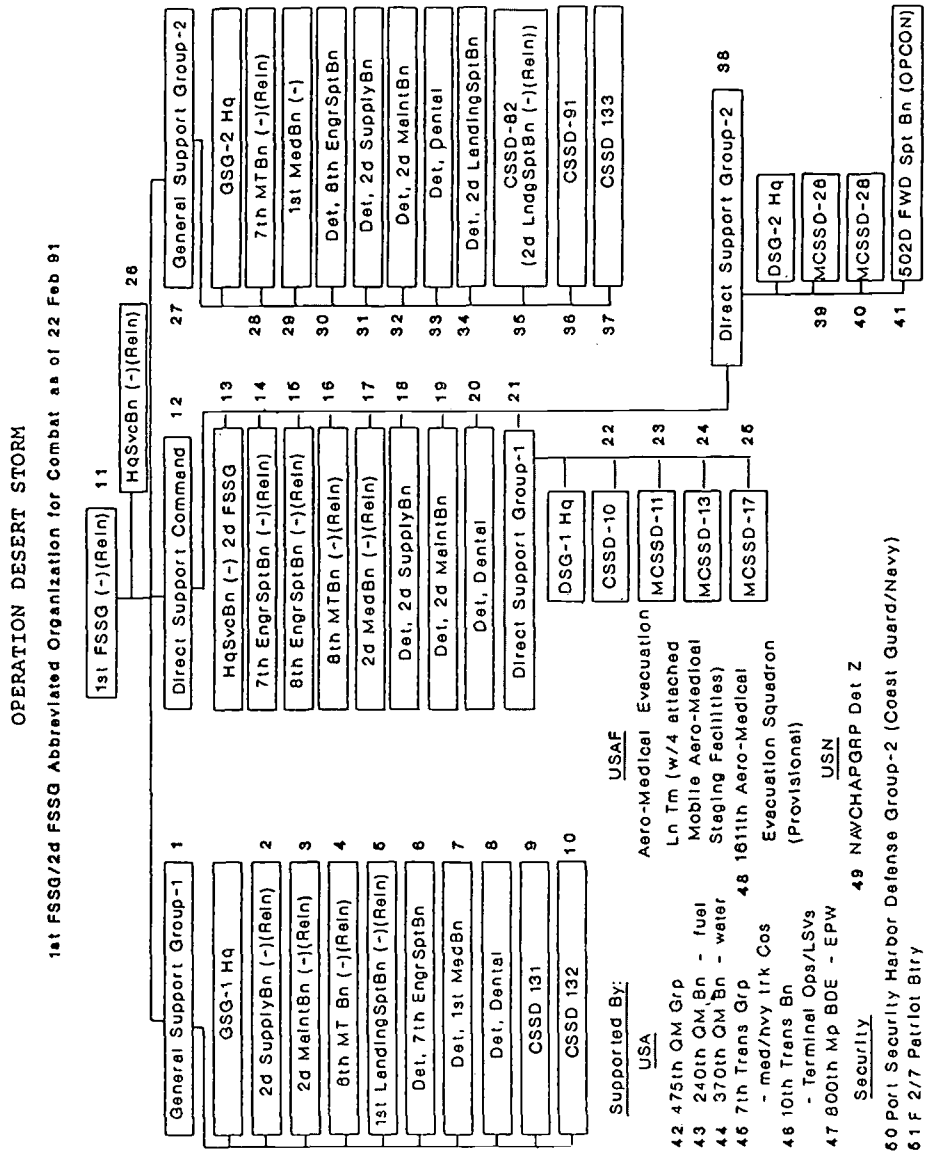 OPERATION DESERT STORM
1st FSSG/2d FSSG Abbreviated Organization for Combat as of 22 Feb 91
1st FSSG (-)(Rein) 11
HqSvcBn (-)(Rein) 26
General Support Group-1 1
GSG-1 Hq
2d SupplyBn (-)(Rein) 2
2d MaintBn (-)(Rein) 3
6th MT Bn (-)(Rein) 4
1st LandingSptBn (-)(Rein) 5
Det, 7th EngrSptBn 6
Det, 1st MedBn 7
Det, Dental 8
CSSD 131 9
CSSD 132 10
Direct Support Command 12
HqSvcBn (-) 2d FSSG 13
7th EngrSptBn (-)(Rein) 14
8th EngrSptBn (-)(Rein) 15
8th MTBn (-)(Rein) 16
2d MedBn (-)(Rein) 17
Det, 2d SupplyBn 18
Det, 2d MaintBn 19
Det, Dental 20
Direct Support Group-1 21
DSG-1 Hq
CSSD-10 22
MCSSD-11 23
MCSSD-13 24
MCSSD-17 25
27 General Support Group-2
GSG-2 Hq
28 7th MTBn (-)(Rein)
29 1st MedBn (-)
30 Det, 8th EngrSptBn
31 Det, 2d SupplyBn
32 Det, 2d MaintBn
33 Det, Dental
34 Det, 2d LandingSptBn
35 CSSD-82
(2d LndgSptBn (-)(Rein))
36 CSSD-91
37 CSSD 133
Direct Support Group-2 38
DSG-2 Hq
39 MCSSD-26
40 MCSSD-28
41 502D FWD Spt Bn (OPCON)
Supported By:
USA
42 475th QM Grp
43 240th QM Bn - fuel
44 370th QM Bn - water
45 7th Trans Grp
- med/hvy trk Cos
46 10th Trans Bn
- Terminal Ops/LSVs
47 800th Mp BDE - EPW
USAF
Aero-Medical Evacuation
Ln Tm (w/4 attached
Mobile Aero-Medical
Staging Facilities)
48 1611th Aero-Medical
Evacuation Squadron
(Provisional)
USN
49 NAVCHAPGRP Det Z
Security
50 Port Security Harbor Defense Group-2 (Coast Guard/Navy)
51 F 2/7 Patriot Btry